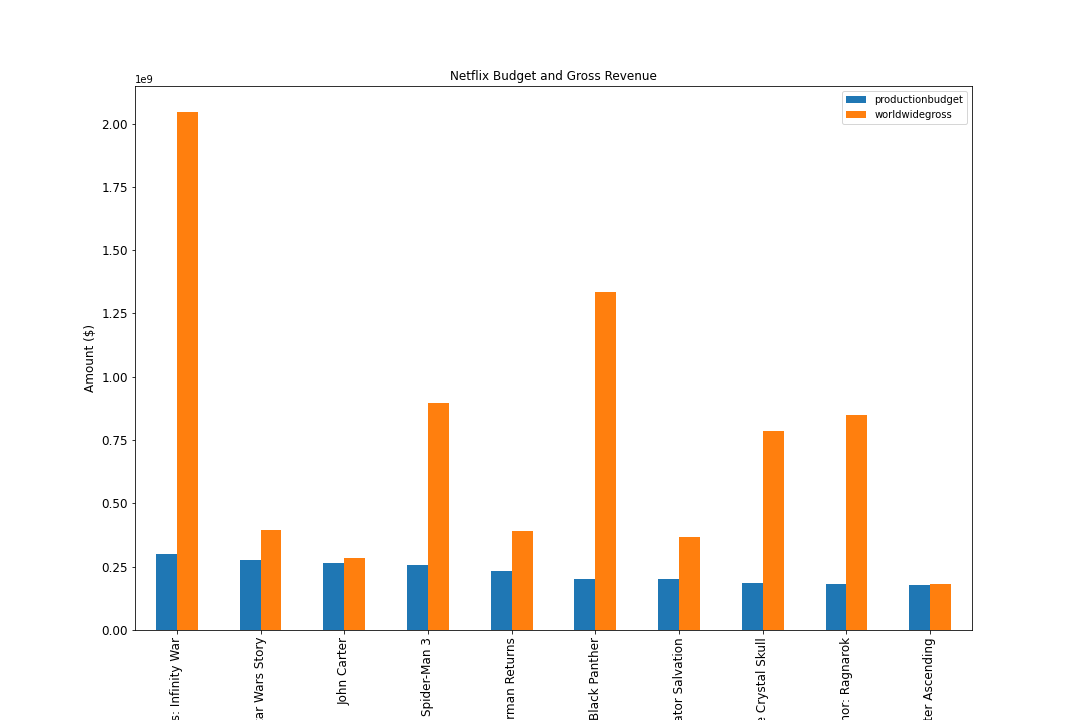 Netflix Budget and Gross Revenue
1e9
productionbudget
worldwidegross
2.00
1.75
1.50
1.25
1.00
0.75
0.50
0.25
0.00
Amount ($)
s: Infinity War
ar Wars Story
John Carter
Spider-Man 3
rman Returns
Black Panther
ator Salvation
e Crystal Skull
hor: Ragnarok
ter Ascending